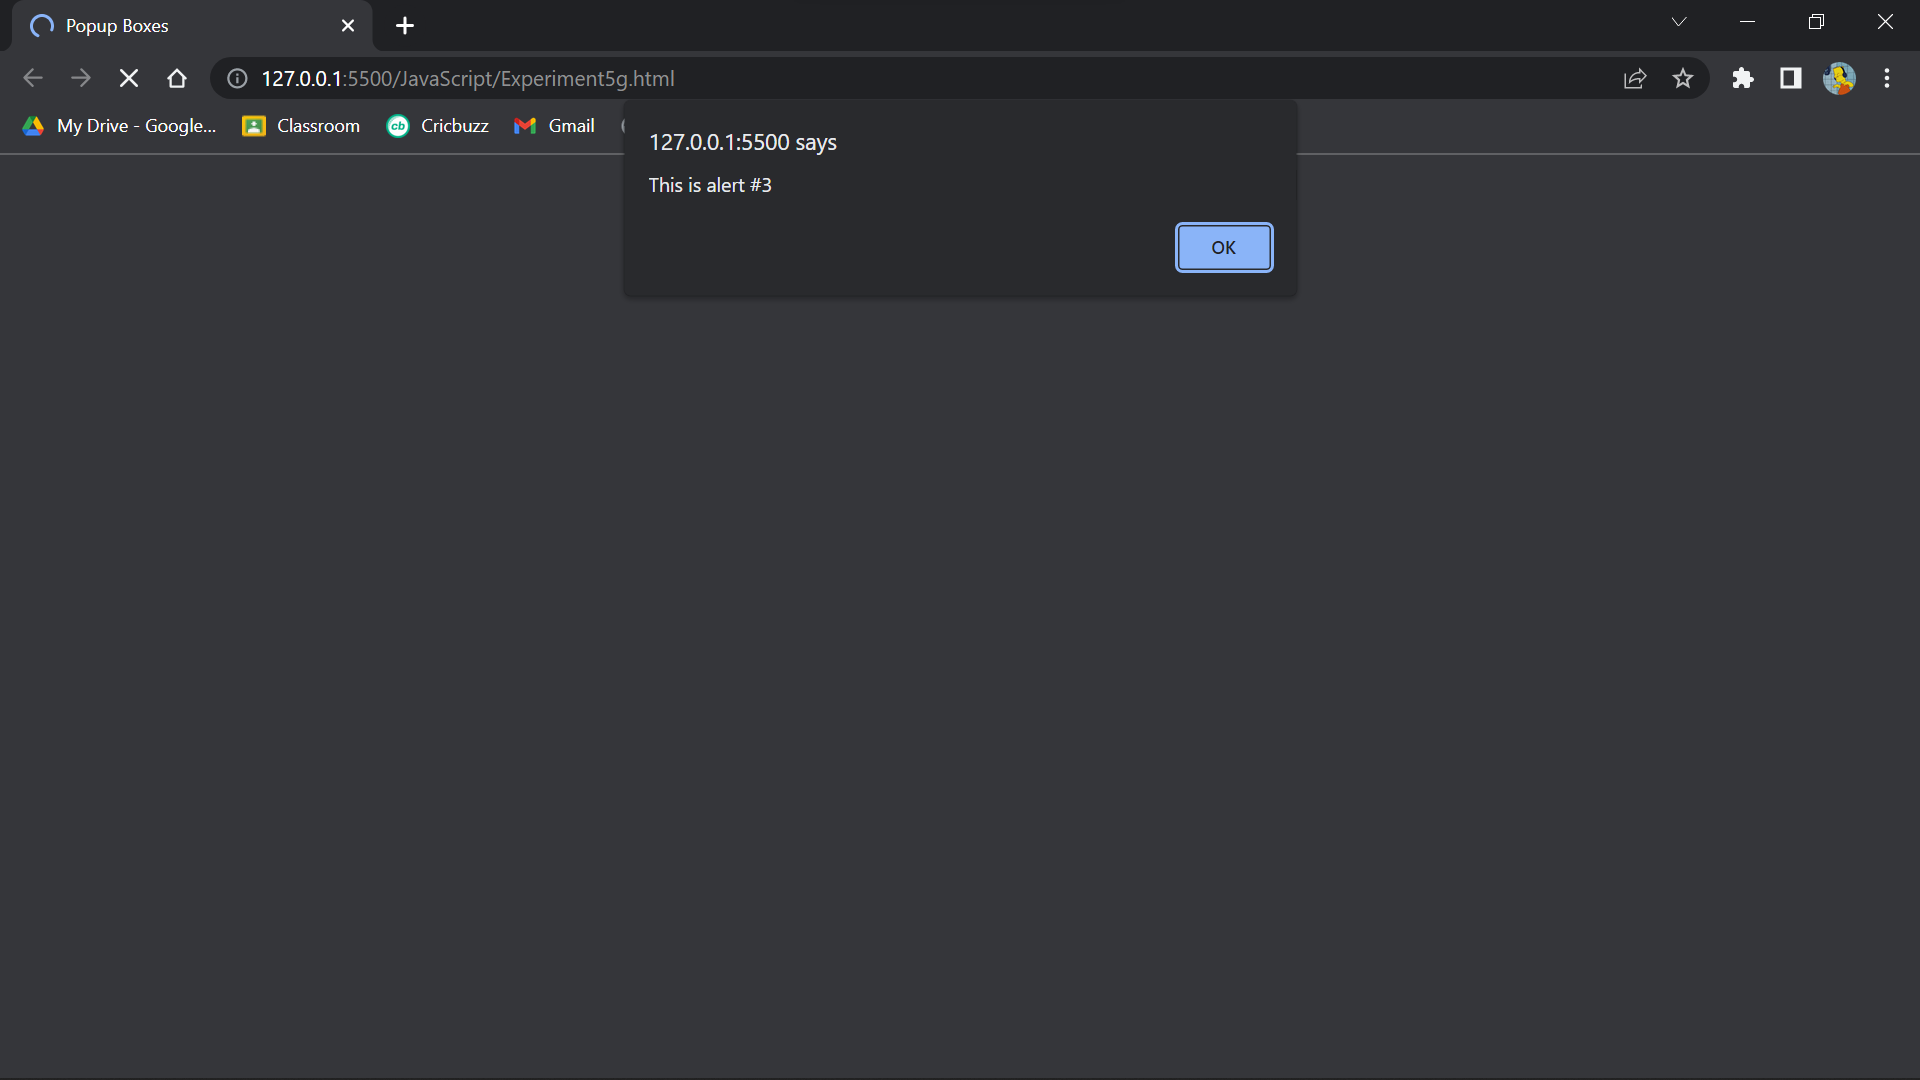 Popup Boxes
127.0.0.1:5500/JavaScript/Experiment5g.html
My Drive - Google... Classroom cb Cricbuzz Gmail
127.0.0.1:5500 says
This is alert #3
OK